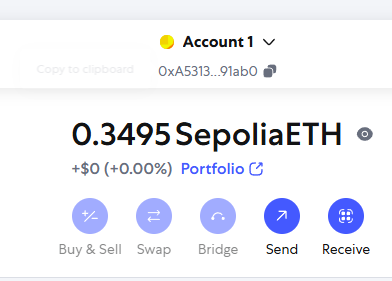 Account 1
Copy to clipboard
0xA5313...91ab0
0.3495 SepoliaETH
+$0 (+0.00%) Portfolio
Buy & Sell Swap Bridge Send Receive